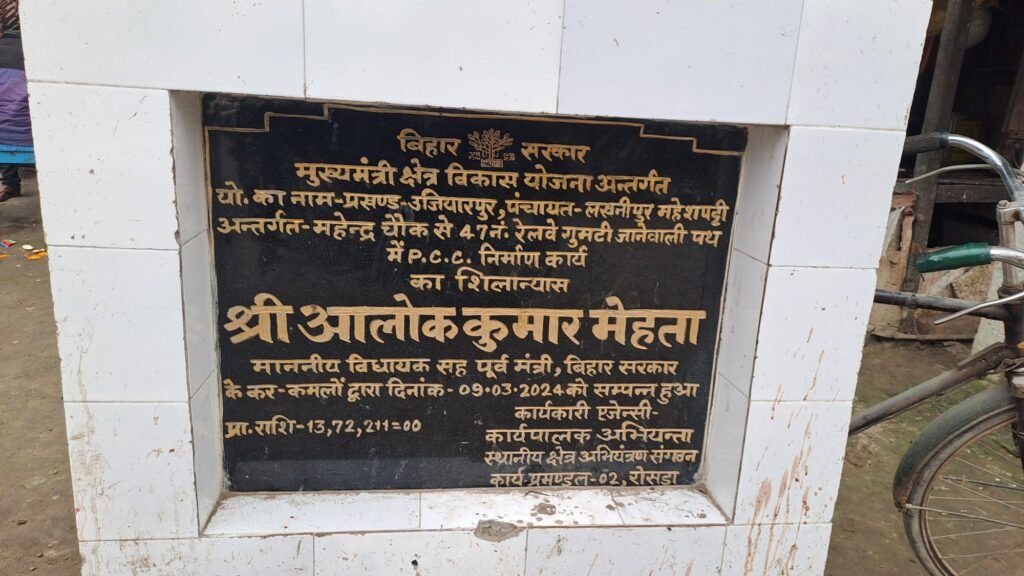 बिहार सरकार
मुख्यमंत्री क्षेत्र विकास योजना अन्तर्गत
यो. का नाम-प्रखण्ड-उजियारपुर, पंचायत-लखनीपुर महेशपट्टी
अन्तर्गत-महेन्द्र चौक से 47नं. रेलवे गुमटी जानेवाली पथ
में P.C.C. निर्माण कार्य
का शिलान्यास
श्री आलोक कुमार मेहता
माननीय विधायक सह पूर्व मंत्री, बिहार सरकार
के कर-कमलों द्वारा दिनांक-09-03-2024 को सम्पन्न हुआ
प्रा.राशि-13,72,211=00
कार्यकारी एजेन्सी-
कार्यपालक अभियन्ता
स्थानीय क्षेत्र अभियंत्रण संगठन
कार्य प्रमण्डल-02, रोसडा